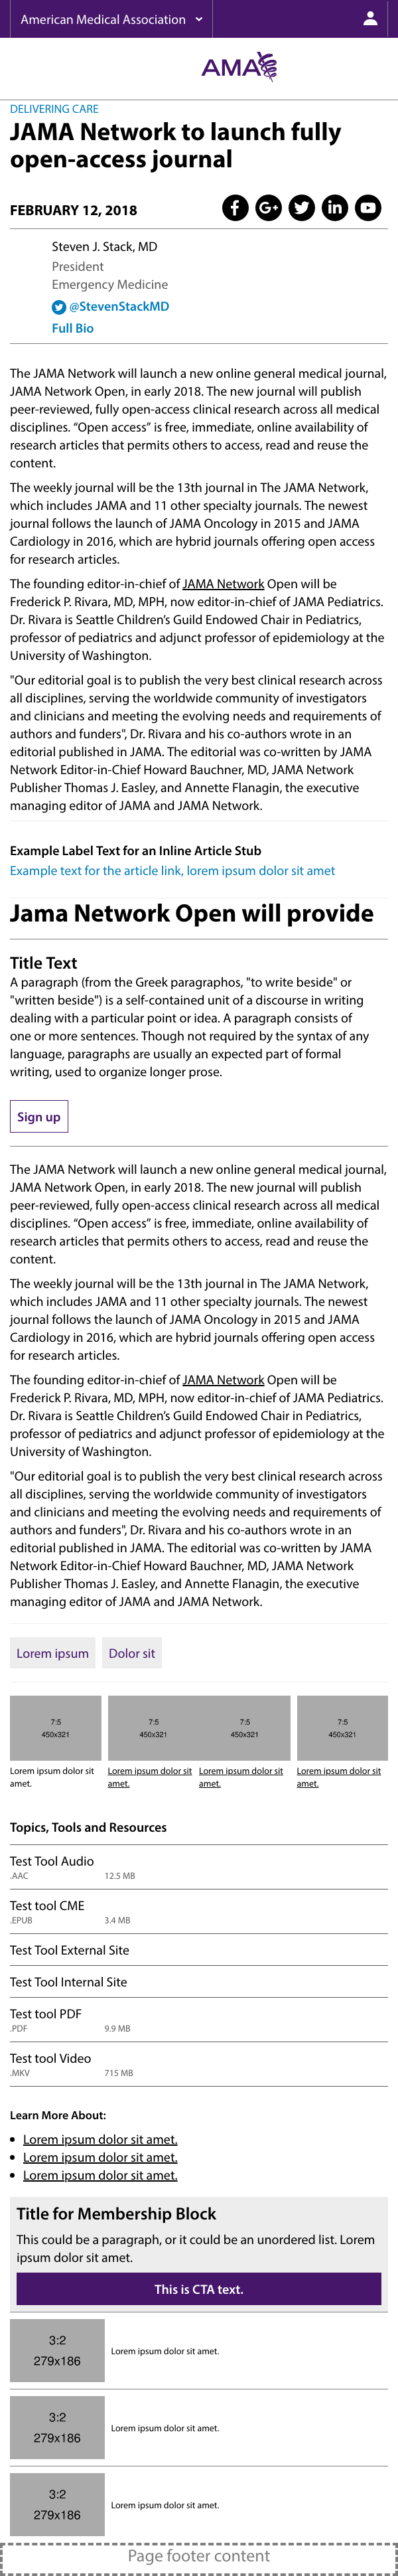 American Medical Association
AMA
DELIVERING CARE
JAMA Network to launch fully
open-access journal
FEBRUARY 12, 2018
Steven J. Stack, MD
President
Emergency Medicine
@StevenStackMD
Full Bio
The JAMA Network will launch a new online general medical journal,
JAMA Network Open, in early 2018. The new journal will publish
peer-reviewed, fully open-access clinical research across all medical
disciplines. “Open access” is free, immediate, online availability of
research articles that permits others to access, read and reuse the
content.
The weekly journal will be the 13th journal in The JAMA Network,
which includes JAMA and 11 other specialty journals. The newest
journal follows the launch of JAMA Oncology in 2015 and JAMA
Cardiology in 2016, which are hybrid journals offering open access
for research articles.
The founding editor-in-chief of JAMA Network Open will be
Frederick P. Rivara, MD, MPH, now editor-in-chief of JAMA Pediatrics.
Dr. Rivara is Seattle Children’s Guild Endowed Chair in Pediatrics,
professor of pediatrics and adjunct professor of epidemiology at the
University of Washington.
"Our editorial goal is to publish the very best clinical research across
all disciplines, serving the worldwide community of investigators
and clinicians and meeting the evolving needs and requirements of
authors and funders", Dr. Rivara and his co-authors wrote in an
editorial published in JAMA. The editorial was co-written by JAMA
Network Editor-in-Chief Howard Bauchner, MD, JAMA Network
Publisher Thomas J. Easley, and Annette Flanagin, the executive
managing editor of JAMA and JAMA Network.
Example Label Text for an Inline Article Stub
Example text for the article link, lorem ipsum dolor sit amet
Jama Network Open will provide
Title Text
A paragraph (from the Greek paragraphos, "to write beside" or
"written beside") is a self-contained unit of a discourse in writing
dealing with a particular point or idea. A paragraph consists of
one or more sentences. Though not required by the syntax of any
language, paragraphs are usually an expected part of formal
writing, used to organize longer prose.
Sign up
The JAMA Network will launch a new online general medical journal,
JAMA Network Open, in early 2018. The new journal will publish
peer-reviewed, fully open-access clinical research across all medical
disciplines. “Open access” is free, immediate, online availability of
research articles that permits others to access, read and reuse the
content.
The weekly journal will be the 13th journal in The JAMA Network,
which includes JAMA and 11 other specialty journals. The newest
journal follows the launch of JAMA Oncology in 2015 and JAMA
Cardiology in 2016, which are hybrid journals offering open access
for research articles.
The founding editor-in-chief of JAMA Network Open will be
Frederick P. Rivara, MD, MPH, now editor-in-chief of JAMA Pediatrics.
Dr. Rivara is Seattle Children’s Guild Endowed Chair in Pediatrics,
professor of pediatrics and adjunct professor of epidemiology at the
University of Washington.
"Our editorial goal is to publish the very best clinical research across
all disciplines, serving the worldwide community of investigators
and clinicians and meeting the evolving needs and requirements of
authors and funders", Dr. Rivara and his co-authors wrote in an
editorial published in JAMA. The editorial was co-written by JAMA
Network Editor-in-Chief Howard Bauchner, MD, JAMA Network
Publisher Thomas J. Easley, and Annette Flanagin, the executive
managing editor of JAMA and JAMA Network.
Lorem ipsum Dolor sit
7:5 7:5 7:5 7:5
450x321 450x321 450x321 450x321
Lorem ipsum dolor sit Lorem ipsum dolor sit Lorem ipsum dolor sit Lorem ipsum dolor sit
amet. amet. amet. amet.
Topics, Tools and Resources
Test Tool Audio
.AAC 12.5 MB
Test tool CME
.EPUB 3.4 MB
Test Tool External Site
Test Tool Internal Site
Test tool PDF
.PDF 9.9 MB
Test tool Video
.MKV 715 MB
Learn More About:
Lorem ipsum dolor sit amet.
Lorem ipsum dolor sit amet.
Lorem ipsum dolor sit amet.
Title for Membership Block
This could be a paragraph, or it could be an unordered list. Lorem
ipsum dolor sit amet.
This is CTA text.
3:2
279x186
Lorem ipsum dolor sit amet.
3:2
279x186
Lorem ipsum dolor sit amet.
3:2
279x186
Lorem ipsum dolor sit amet.
Page footer content